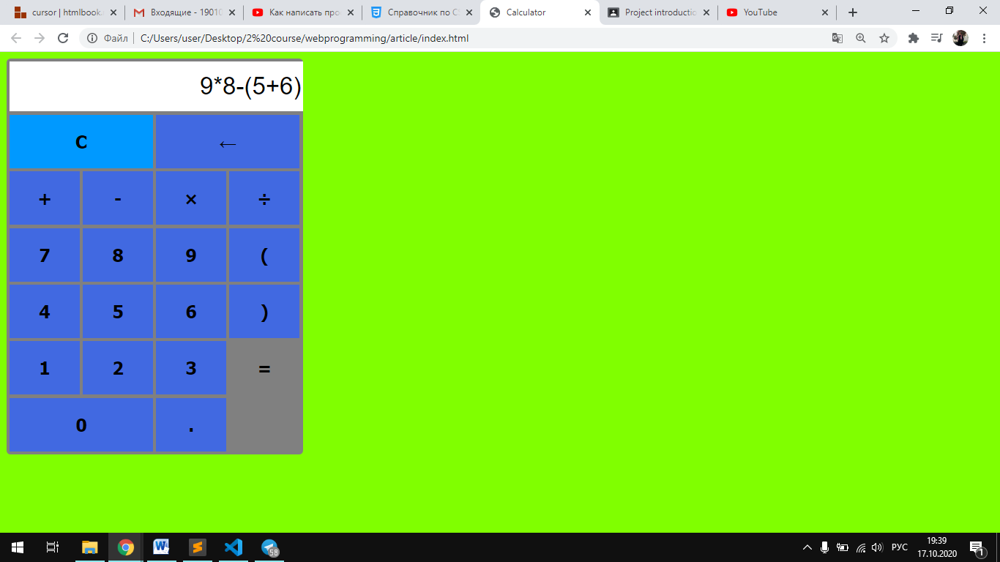 cursor | htmlbook.
Входящие - 1901
Как написать про
Справочник по C
Calculator
Project introductio
YouTube
Файл
C:/Users/user/Desktop/2%20course/webprogramming/article/index.html
9*8-(5+6)
C ←
+ - × ÷
7 8 9 (
4 5 6 )
1 2 3 =
0 .
58
РУС
19:39
17.10.2020
1